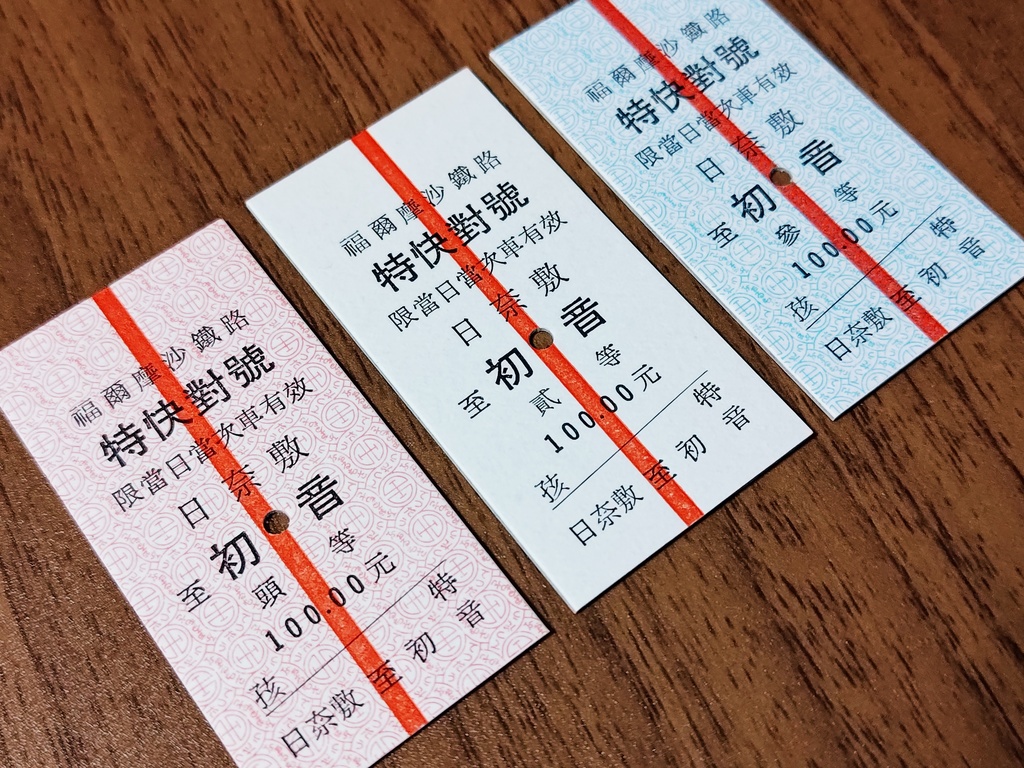 福爾摩沙鐵路
特快對號
限當日當次車有效
日奈敷
至初音
頭等
100.00元
孩 特
日奈敷至初音
福爾摩沙鐵路
特快對號
限當日當次車有效
日奈敷
至初音
貳等
100.00元
孩 特
日奈敷至初音
福爾摩沙鐵路
特快對號
限當日當次車有效
日奈敷
至初音
參等
100.00元
孩 特
日奈敷至初音